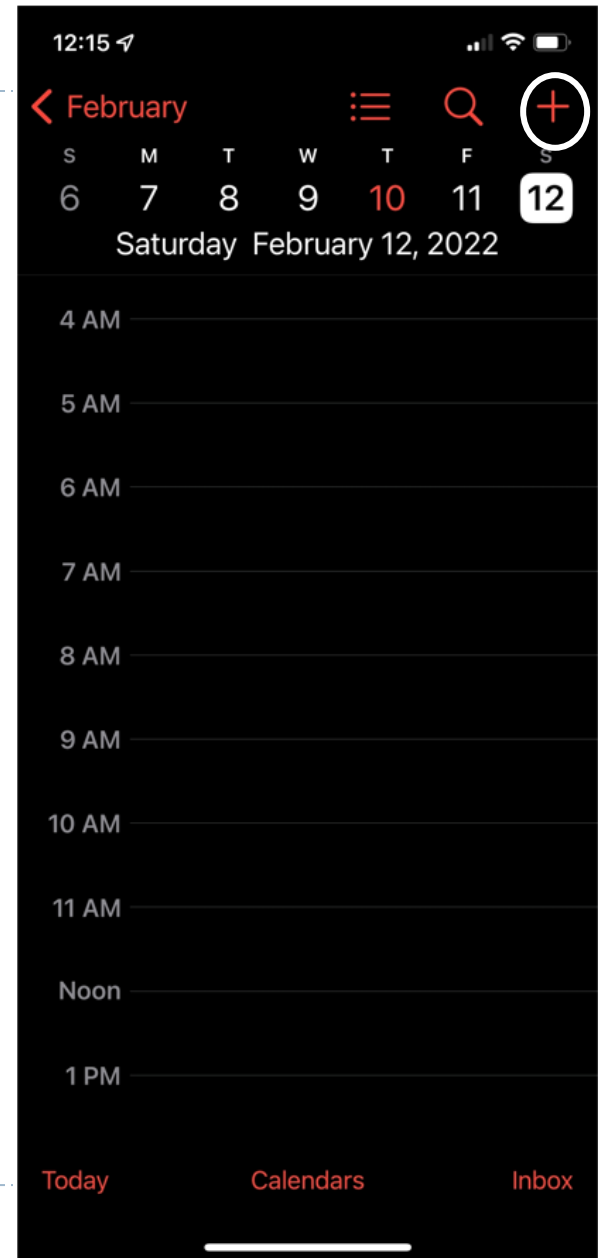 12:15
February
S M T W T F S
6 7 8 9 10 11 12
Saturday February 12, 2022
4 AM
5 AM
6 AM
7 AM
8 AM
9 AM
10 AM
11 AM
Noon
1 PM
Today Calendars Inbox